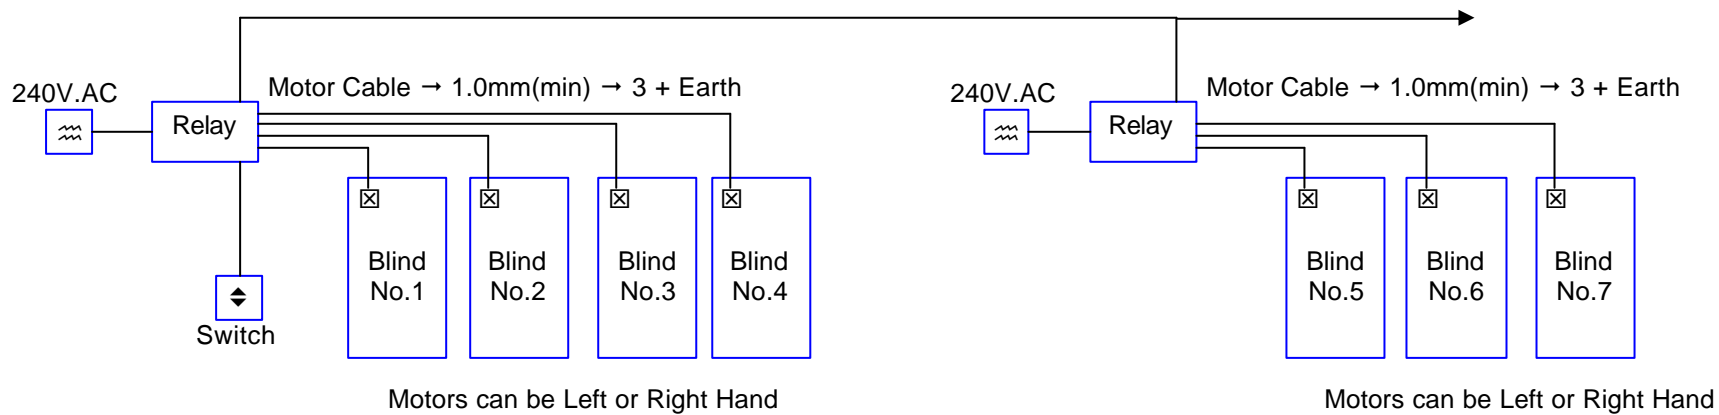 240V.AC
Motor Cable → 1.0mm(min) → 3 + Earth
Relay
Switch
Blind
No.1
Blind
No.2
Blind
No.3
Blind
No.4
Motors can be Left or Right Hand
240V.AC
Motor Cable → 1.0mm(min) → 3 + Earth
Relay
Blind
No.5
Blind
No.6
Blind
No.7
Motors can be Left or Right Hand